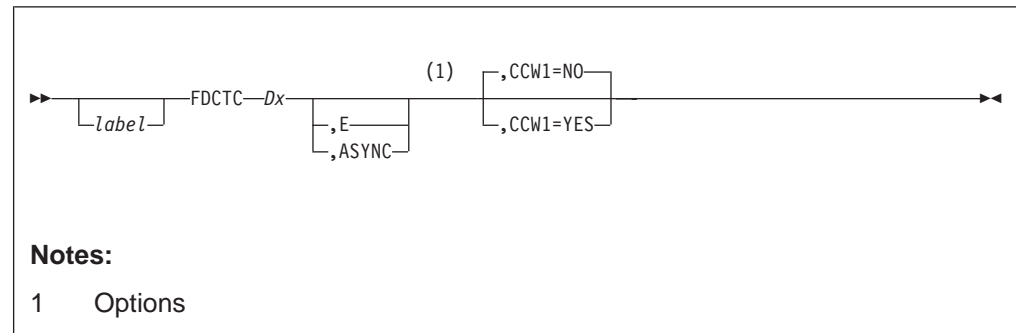 (1) ,CCW1=NO
label FDCTC Dx
,E ,CCW1=YES
,ASYNC
Notes:
1 Options